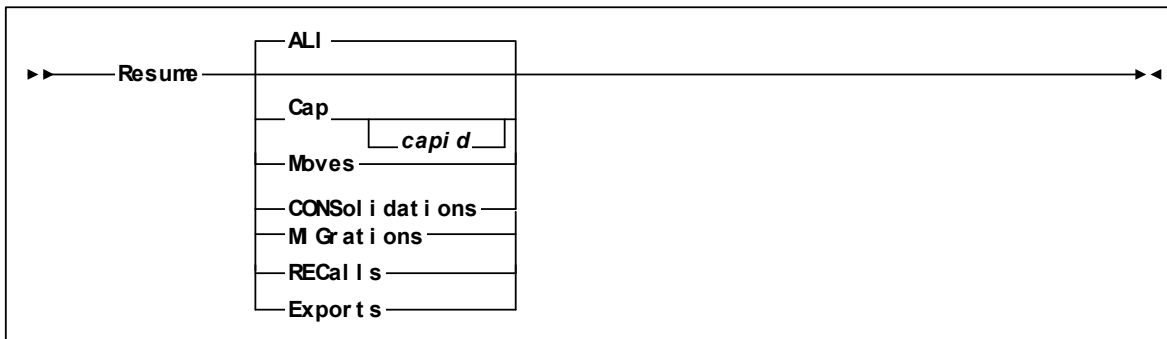 ALl
Resume
Cap
capid
Moves
CONSolidations
MIGrations
RECalls
Exports